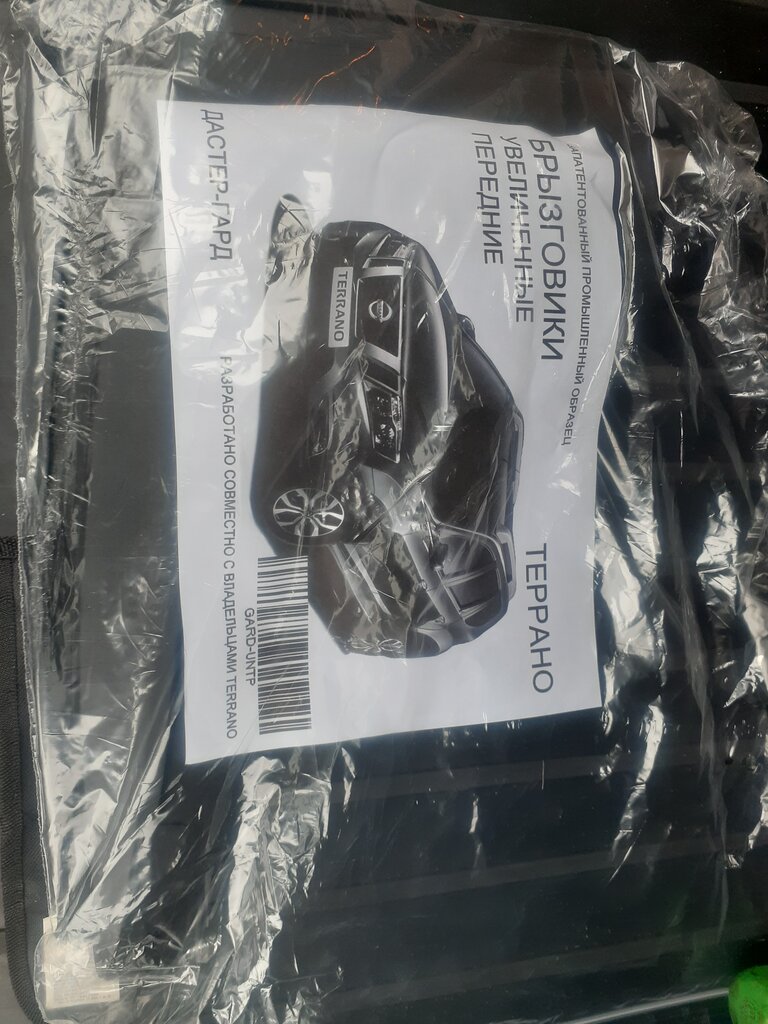 ЗАПАТЕНТОВАННЫЙ ПРОМЫШЛЕННЫЙ ОБРАЗЕЦ
БРЫЗГОВИКИ
УВЕЛИЧЕННЫЕ
ПЕРЕДНИЕ
ТЕРРАНО
TERRANO
GARD-UNTP
ДАСТЕР-ГАРД
РАЗРАБОТАНО СОВМЕСТНО С ВЛАДЕЛЬЦАМИ TERRANO